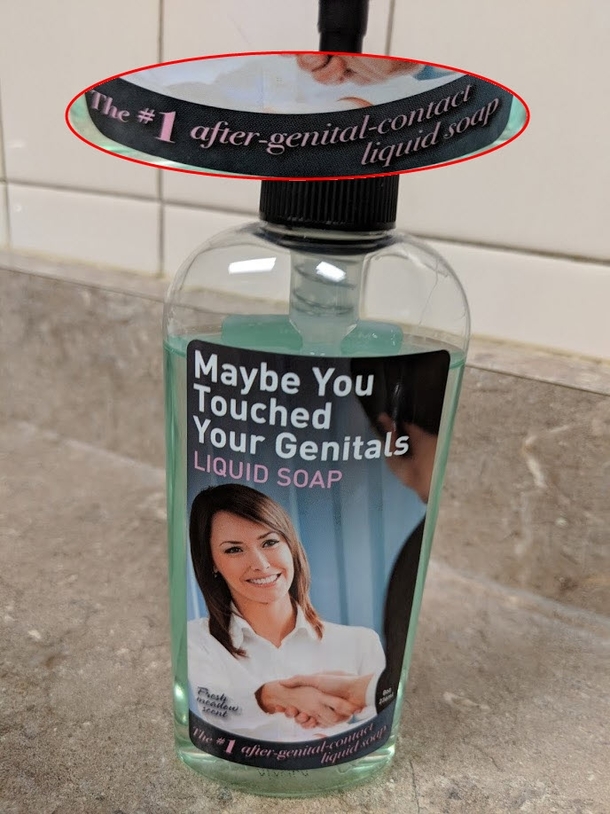 The #1 after-genital-contact
liquid soap
Maybe You
Touched
Your Genitals
LIQUID SOAP
Fresh
meadow
scent
The #1 after-genital-contact
liquid soap